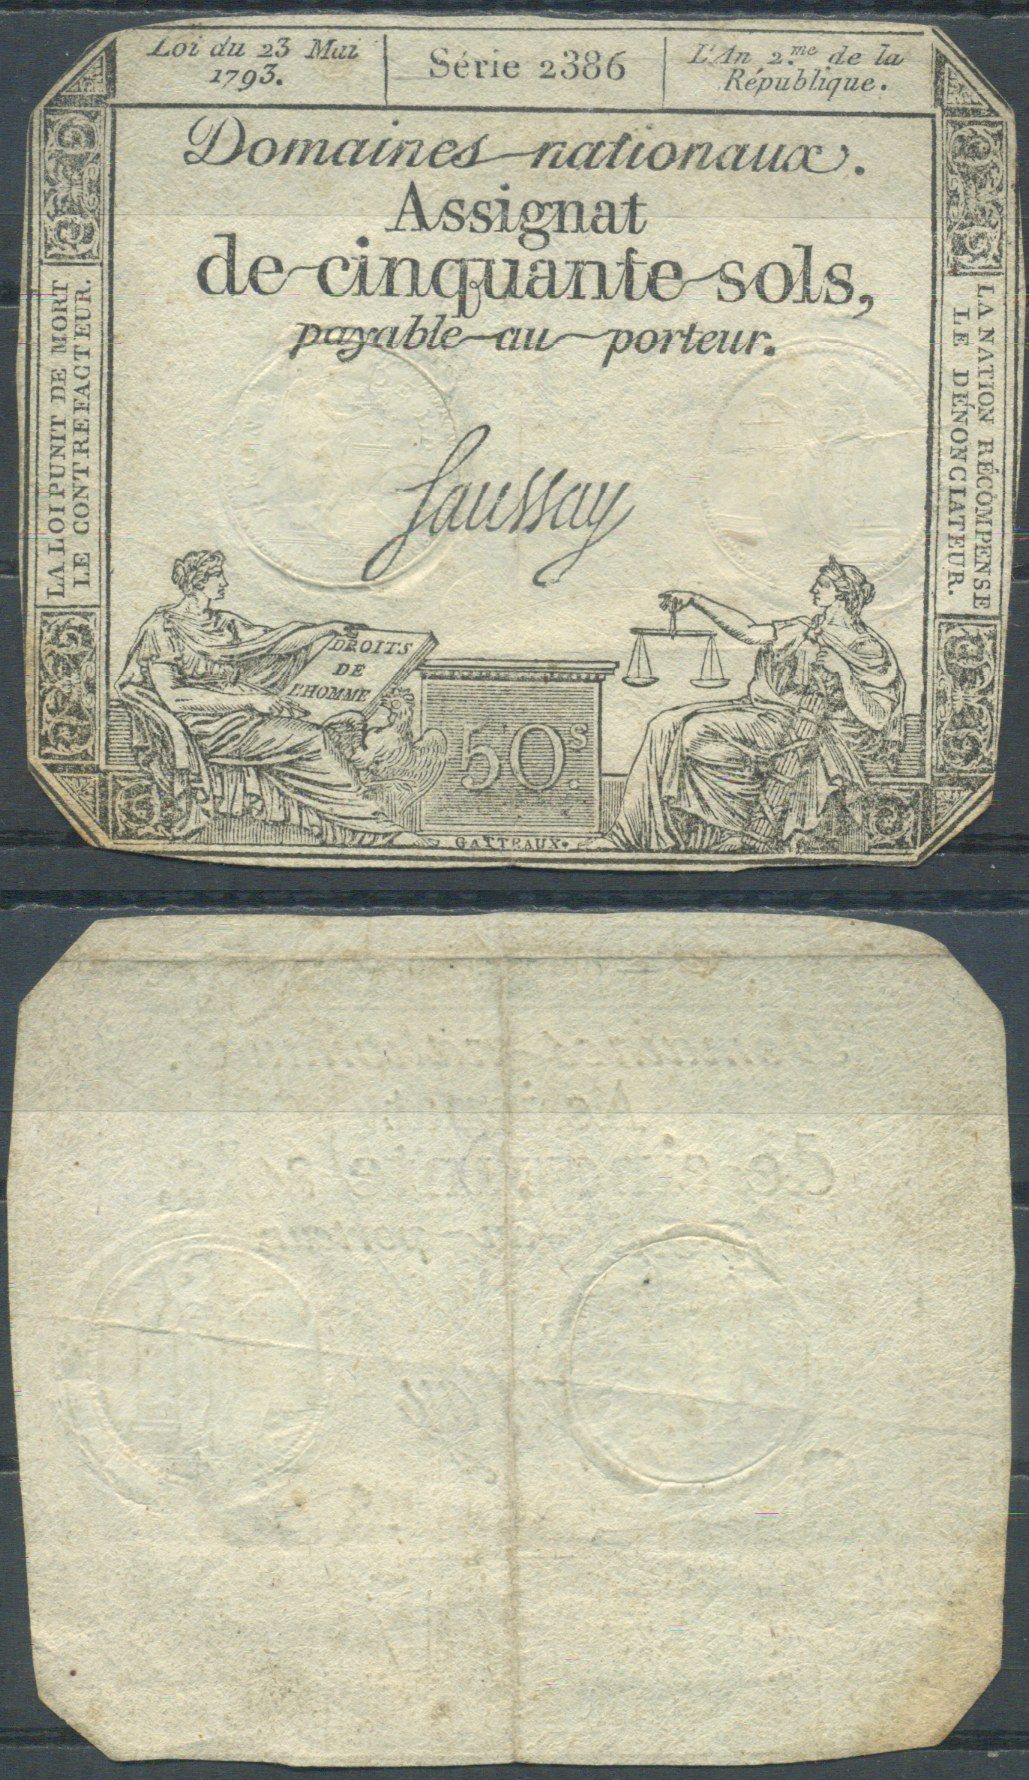 Loi du 23 Mai
1793.
Série 2386
L'An 2.me de la
République.
Domaines nationaux.
Assignat
de cinquante sols,
payable au porteur.
LA LOI PUNIT DE MORT
LE CONTREFACTEUR.
LA NATION RÉCOMPENSE
LE DÉNONCIATEUR.
Saussay
DROITS
DE
L'HOMME
50s.
GATTEAUX.